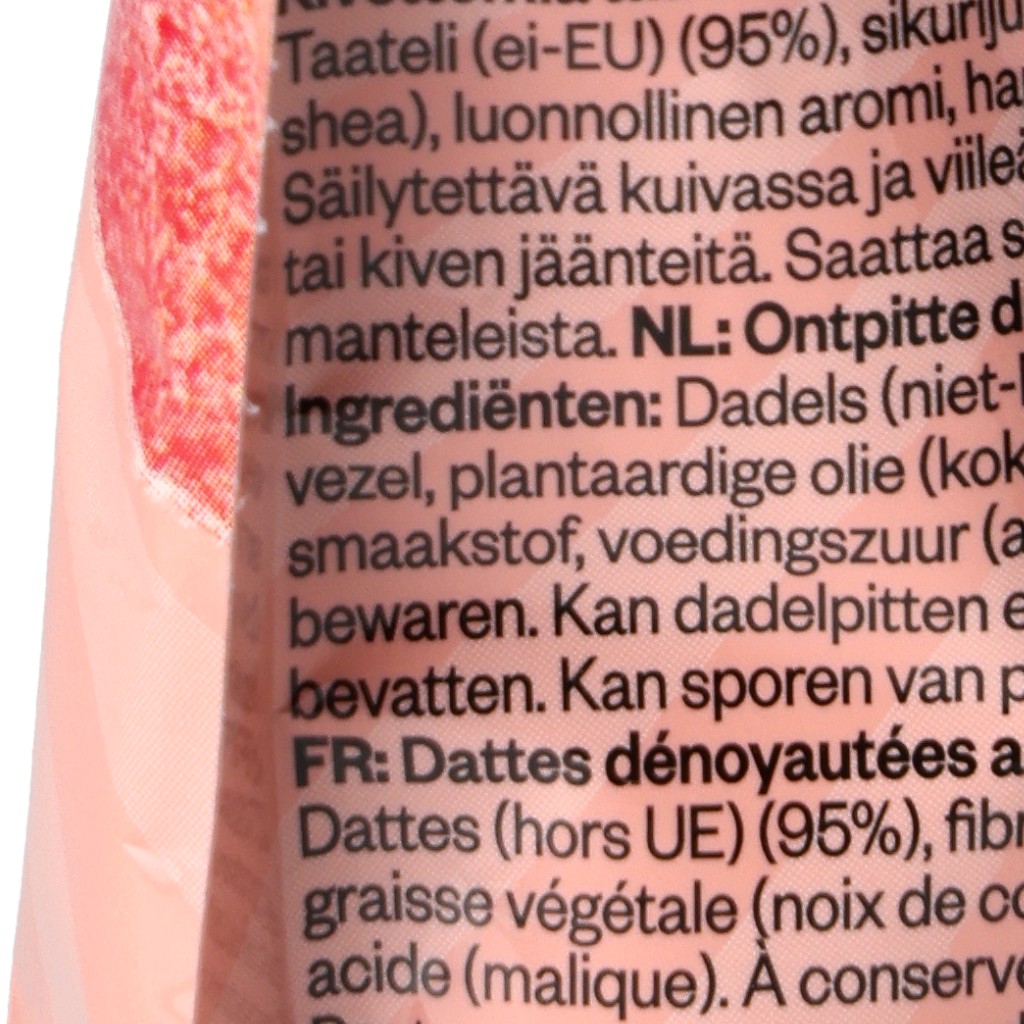 Taateli (ei-EU) (95%), sikuriju
shea), luonnollinen aromi, ha
Säilytettävä kuivassa ja viileä
tai kiven jäänteitä. Saattaa s
manteleista. NL: Ontpitte d
Ingrediënten: Dadels (niet-
vezel, plantaardige olie (kok
smaakstof, voedingszuur (a
bewaren. Kan dadelpitten e
bevatten. Kan sporen van p
FR: Dattes dénoyautées a
Dattes (hors UE) (95%), fibr
graisse végétale (noix de co
acide (malique). À conserve